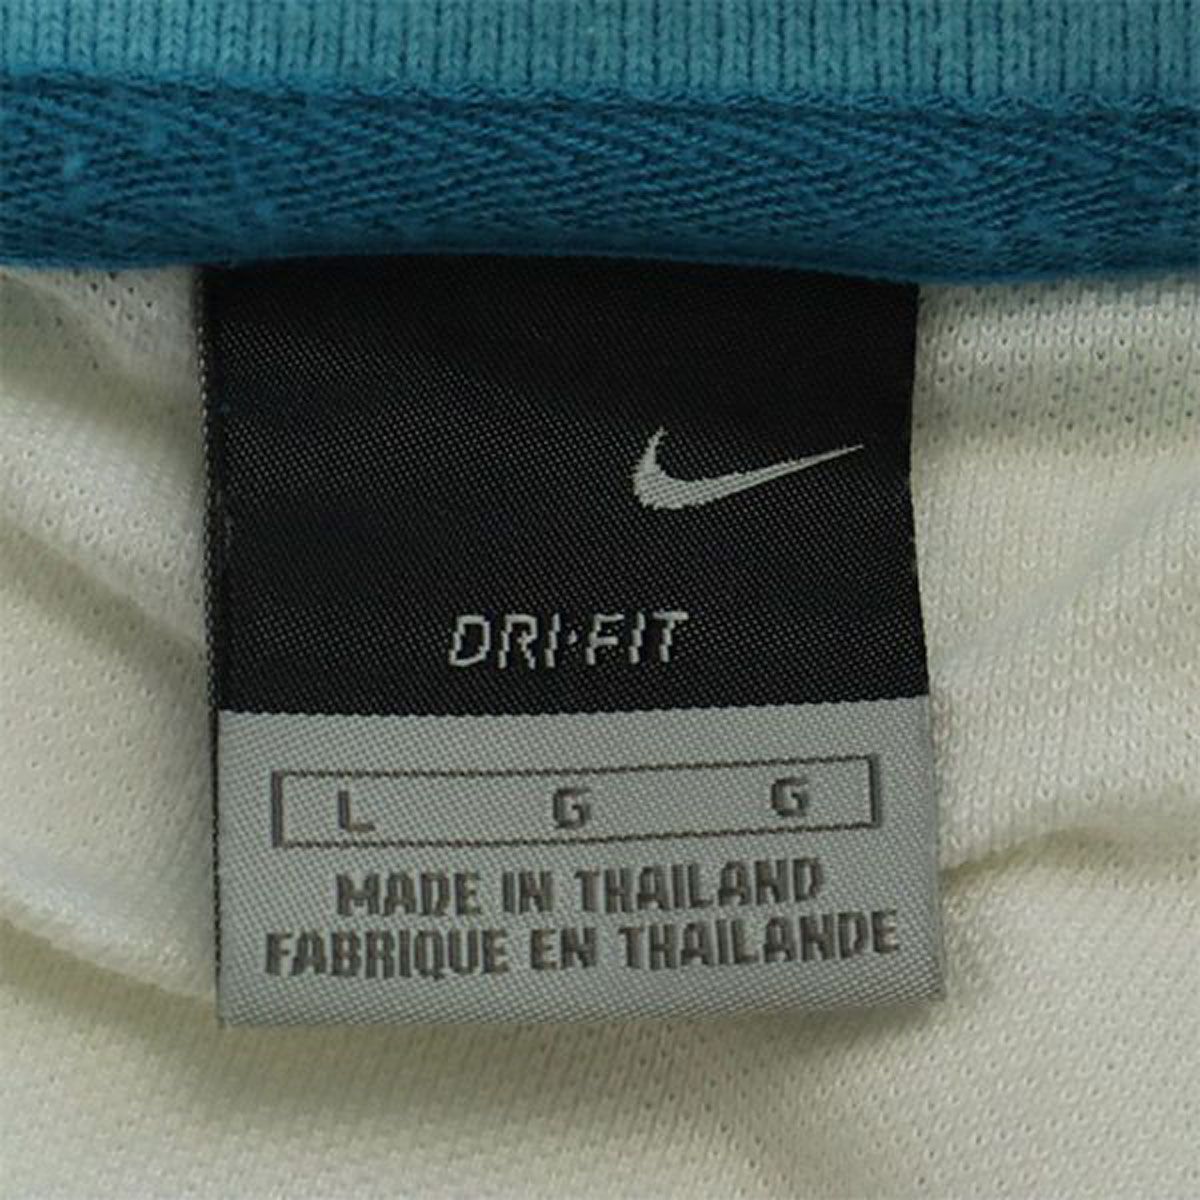 DRI·FIT
L G G
MADE IN THAILAND
FABRIQUE EN THAILANDE